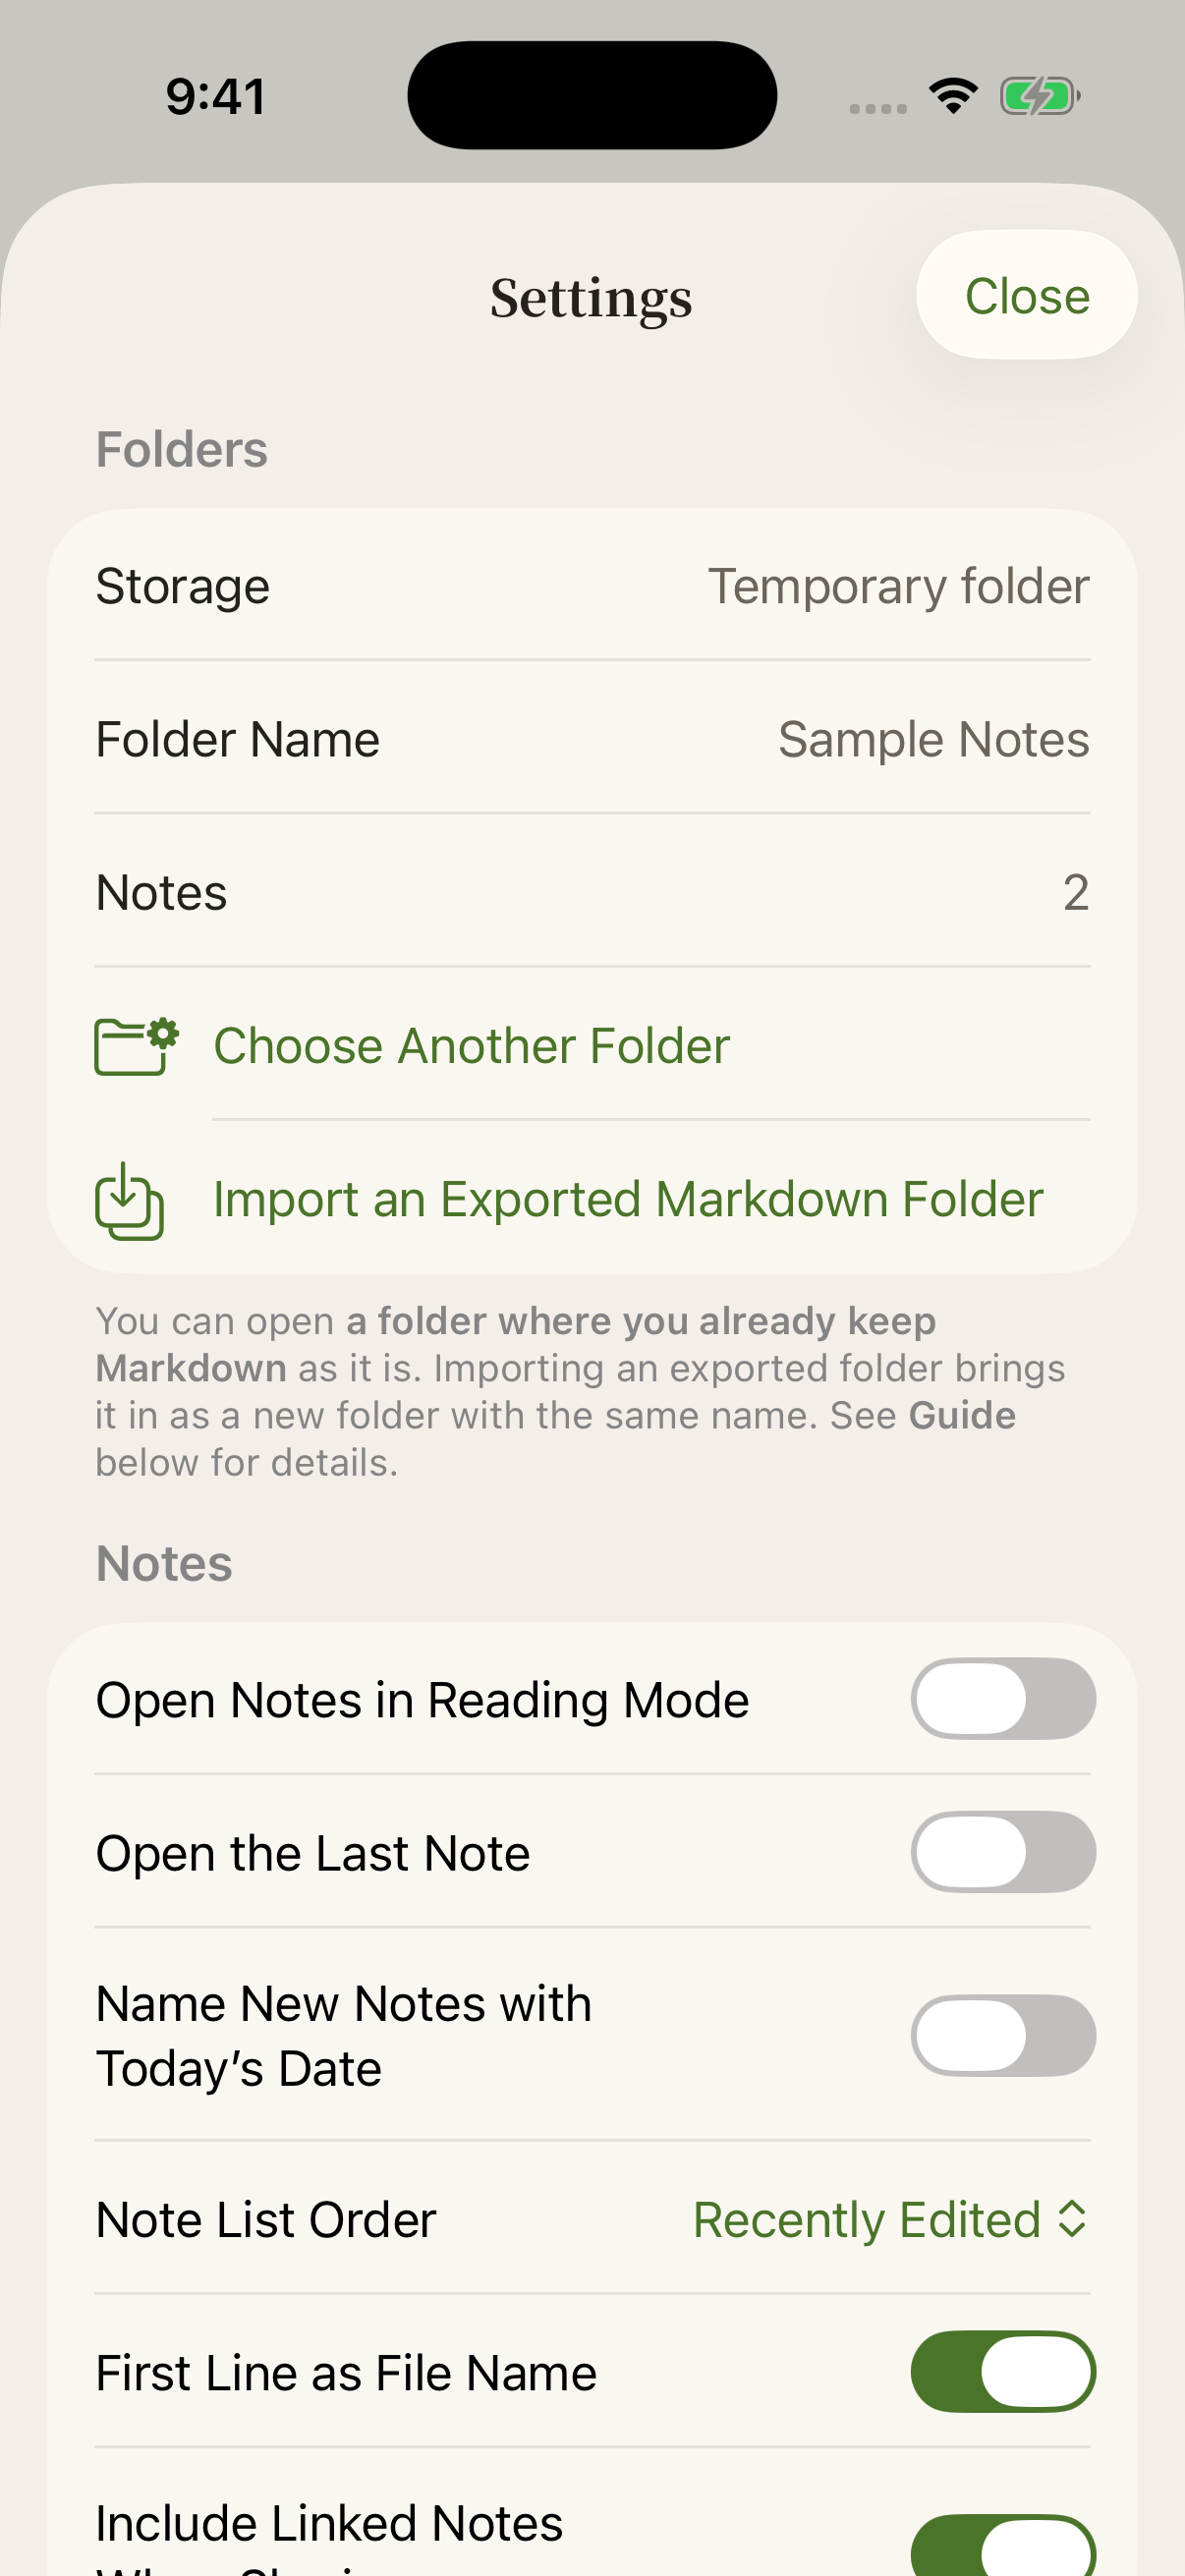 9:41
Settings
Close
Folders
Storage
Temporary folder
Folder Name
Sample Notes
Notes
2
Choose Another Folder
Import an Exported Markdown Folder
You can open a folder where you already keep
Markdown as it is. Importing an exported folder brings
it in as a new folder with the same name. See Guide
below for details.
Notes
Open Notes in Reading Mode
Open the Last Note
Name New Notes with
Today’s Date
Note List Order
Recently Edited
First Line as File Name
Include Linked Notes